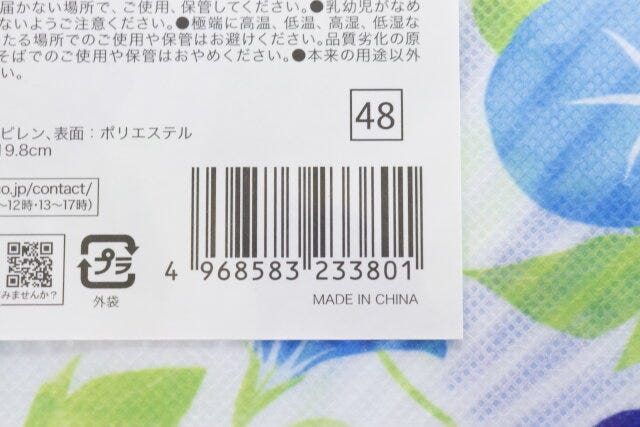 届かない場所で、ご使用、保管してください。●乳幼児がなめ
ないようご注意ください。●極端に高温、低温、高湿、低湿な
たる場所でのご使用や保管はお避けください。品質劣化の原
そばでのご使用や保管はおやめください。●本来の用途以外
い。
48
ピレン、表面：ポリエステル
19.8cm
co.jp/contact/
～12時・13～17時)
みませんか？
プラ
外袋
4 968583 233801
MADE IN CHINA